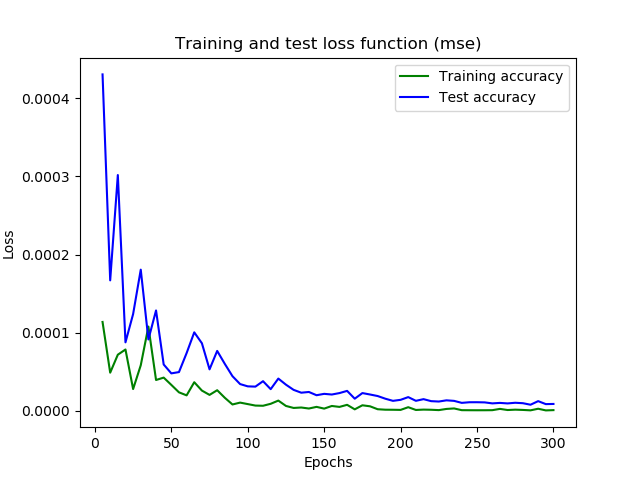 Training and test loss function (mse)
Training accuracy
Test accuracy
Loss
0.0004
0.0003
0.0002
0.0001
0.0000
0 50 100 150 200 250 300
Epochs